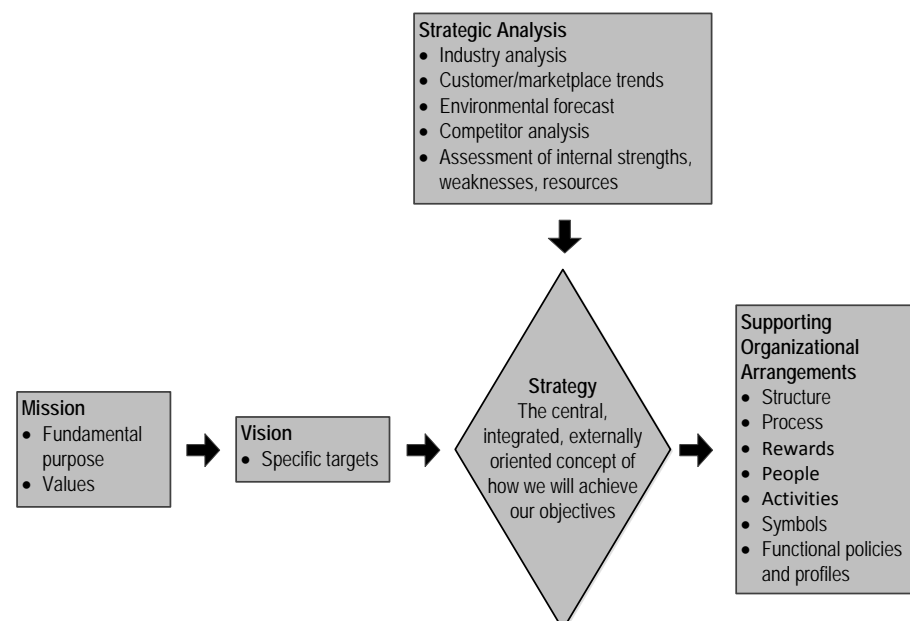 Strategic Analysis
• Industry analysis
• Customer/marketplace trends
• Environmental forecast
• Competitor analysis
• Assessment of internal strengths,
weaknesses, resources
Mission
• Fundamental
purpose
• Values
Vision
• Specific targets
Strategy
The central,
integrated, externally
oriented concept of
how we will achieve
our objectives
Supporting
Organizational
Arrangements
• Structure
• Process
• Rewards
• People
• Activities
• Symbols
• Functional policies
and profiles